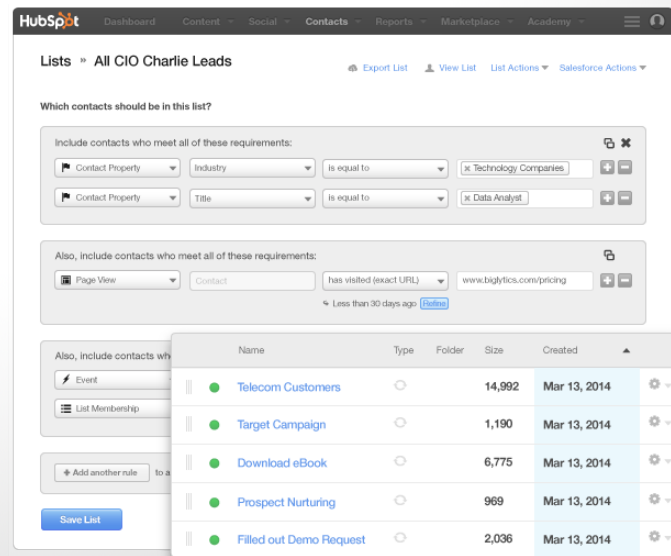 HubSpot Dashboard Content Social Contacts Reports Marketplace Academy
Lists » All CIO Charlie Leads
Export List View List List Actions Salesforce Actions
Which contacts should be in this list?
Include contacts who meet all of these requirements:
Contact Property Industry is equal to Technology Companies
Contact Property Title is equal to Data Analyst
Also, include contacts who meet all of these requirements:
Page View Contact has visited (exact URL) www.biglytics.com/pricing
Less than 30 days ago Refine
Also, include contacts
Event
List Membership
Add another rule to a
Save List
Name Type Folder Size Created
Telecom Customers 14,992 Mar 13, 2014
Target Campaign 1,190 Mar 13, 2014
Download eBook 6,775 Mar 13, 2014
Prospect Nurturing 969 Mar 13, 2014
Filled out Demo Request 2,036 Mar 13, 2014